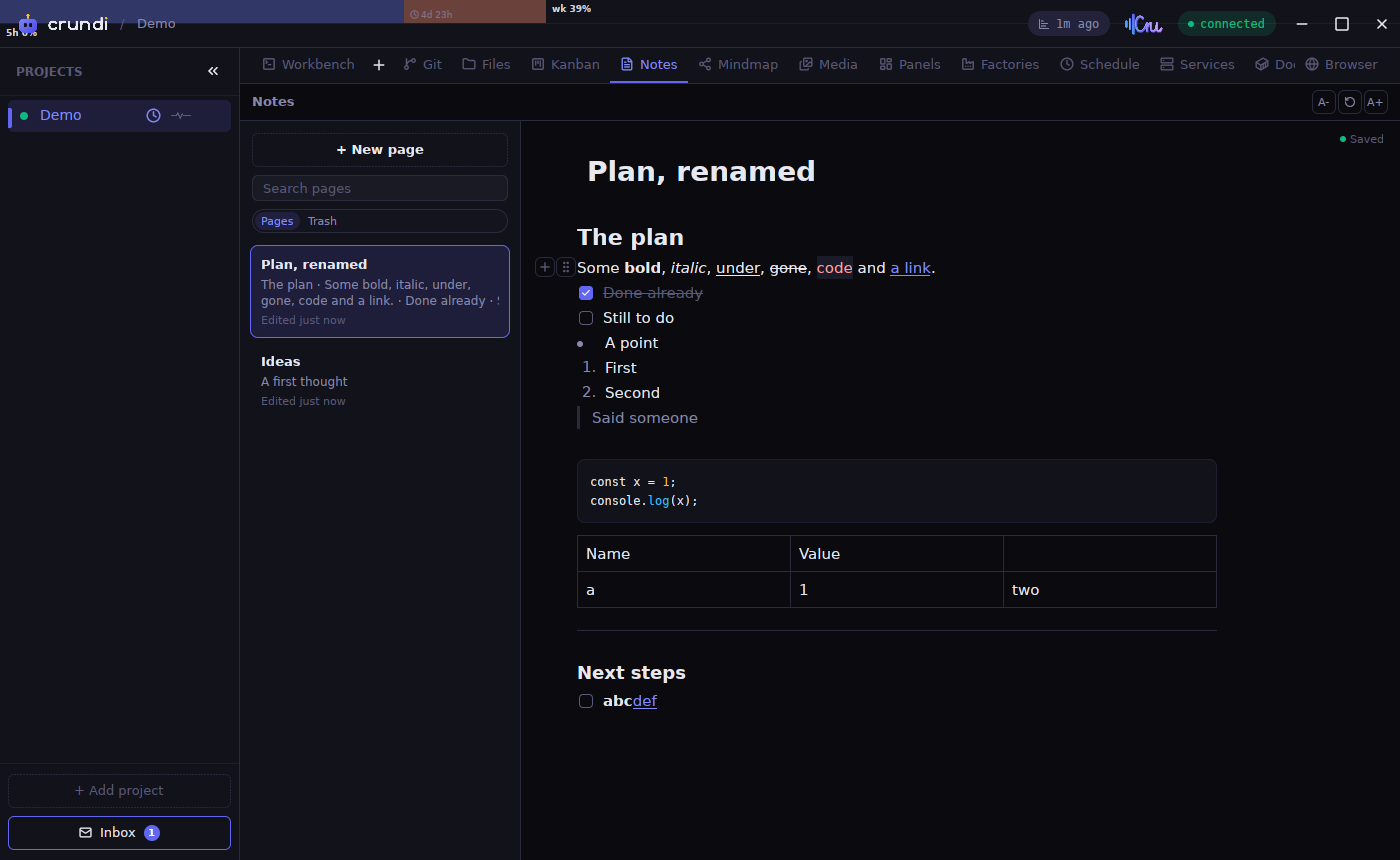 4d 23h
wk 39%
crundi / Demo
1m ago
Cru
connected
PROJECTS
Demo
+ Add project
Inbox 1
Workbench + Git Files Kanban Notes Mindmap Media Panels Factories Schedule Services Browser
Notes
A- A+
+ New page
Search pages
Pages Trash
Plan, renamed
The plan · Some bold, italic, under,
gone, code and a link. · Done already ·
Edited just now
Ideas
A first thought
Edited just now
Saved
Plan, renamed
The plan
Some bold, italic, under, gone, code and a link.
Done already
Still to do
A point
1. First
2. Second
Said someone
const x = 1;
console.log(x);
Name Value
a 1 two
Next steps
abcdef